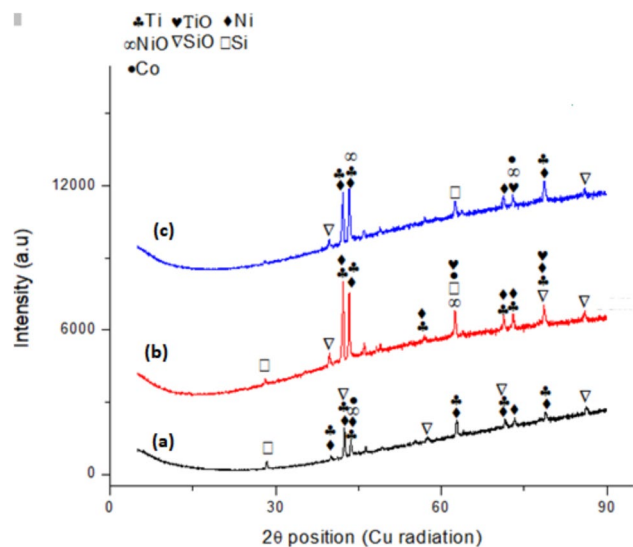 ♣Ti ♥TiO ♦Ni
∞NiO ▽SiO □Si
●Co
Intensity (a.u)
12000
6000
0
(c)
(b)
(a)
0 30 60 90
2θ position (Cu radiation)